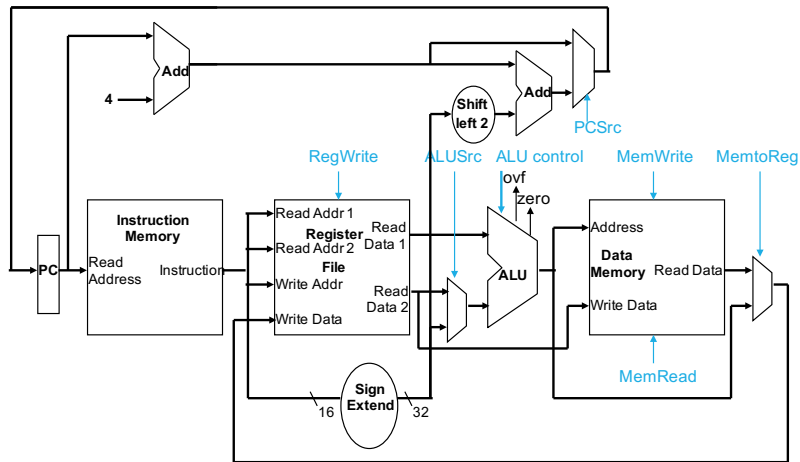 Add
4
Shift
left 2
Add
PCSrc
RegWrite
ALUSrc
ALU control
MemWrite
MemtoReg
ovf
zero
PC
Instruction
Memory
Read
Address
Instruction
Read Addr 1
Register
Read Addr 2
File
Write Addr
Write Data
Read
Data 1
Read
Data 2
ALU
Address
Data
Memory
Read Data
Write Data
MemRead
Sign
Extend
16
32